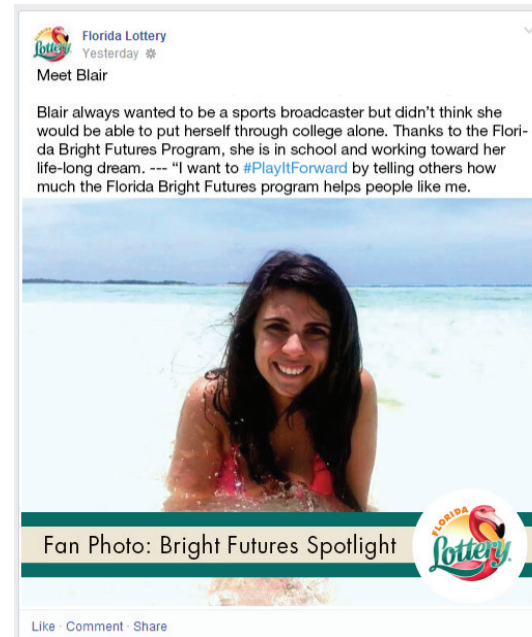 Florida Lottery
Yesterday
Meet Blair
Blair always wanted to be a sports broadcaster but didn’t think she
would be able to put herself through college alone. Thanks to the Flori-
da Bright Futures Program, she is in school and working toward her
life-long dream. --- “I want to #PlayItForward by telling others how
much the Florida Bright Futures program helps people like me.
Fan Photo: Bright Futures Spotlight
FLORIDA
Lottery
Like · Comment · Share